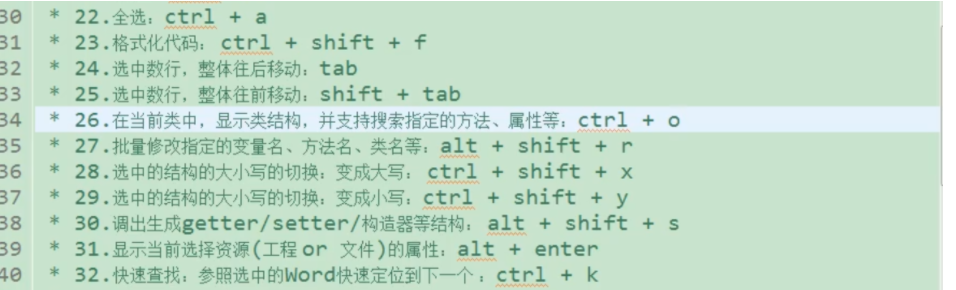 30 * 22.全选：ctrl + a
31 * 23.格式化代码：ctrl + shift + f
32 * 24.选中数行，整体往后移动：tab
33 * 25.选中数行，整体往前移动：shift + tab
34 * 26.在当前类中，显示类结构，并支持搜索指定的方法、属性等：ctrl + o
35 * 27.批量修改指定的变量名、方法名、类名等：alt + shift + r
36 * 28.选中的结构的大小写的切换：变成大写：ctrl + shift + x
37 * 29.选中的结构的大小写的切换：变成小写：ctrl + shift + y
38 * 30.调出生成getter/setter/构造器等结构：alt + shift + s
39 * 31.显示当前选择资源(工程 or 文件)的属性：alt + enter
40 * 32.快速查找：参照选中的Word快速定位到下一个：ctrl + k